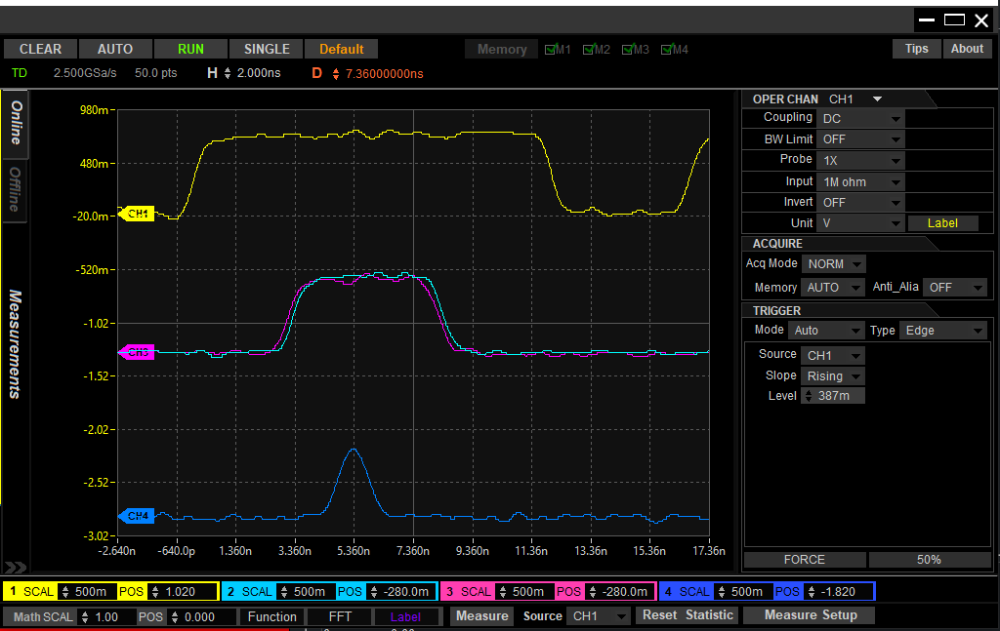 CLEAR AUTO RUN SINGLE Default Memory M1 M2 M3 M4 Tips About
TD 2.500GSa/s 50.0 pts H 2.000ns D 7.36000000ns
Online
Offline
Measurements
980m
480m
-20.0m
-520m
-1.02
-1.52
-2.02
-2.52
-3.02
CH1
CH3
CH4
-2.640n -640.0p 1.360n 3.360n 5.360n 7.360n 9.360n 11.36n 13.36n 15.36n 17.36n
OPER CHAN CH1
Coupling DC
BW Limit OFF
Probe 1X
Input 1M ohm
Invert OFF
Unit V Label
ACQUIRE
Acq Mode NORM
Memory AUTO Anti_Alia OFF
TRIGGER
Mode Auto Type Edge
Source CH1
Slope Rising
Level 387m
FORCE 50%
1 SCAL 500m POS 1.020 2 SCAL 500m POS -280.0m 3 SCAL 500m POS -280.0m 4 SCAL 500m POS -1.820
Math SCAL 1.00 POS 0.000 Function FFT Label Measure Source CH1 Reset Statistic Measure Setup